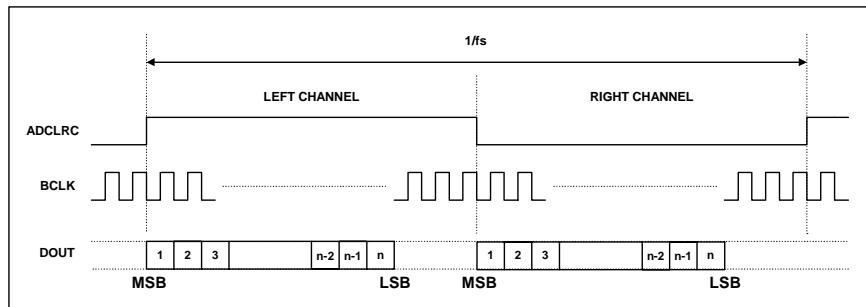 1/fs
LEFT CHANNEL
RIGHT CHANNEL
ADCLRC
BCLK
DOUT
1 2 3 n-2 n-1 n 1 2 3 n-2 n-1 n
MSB LSB MSB LSB